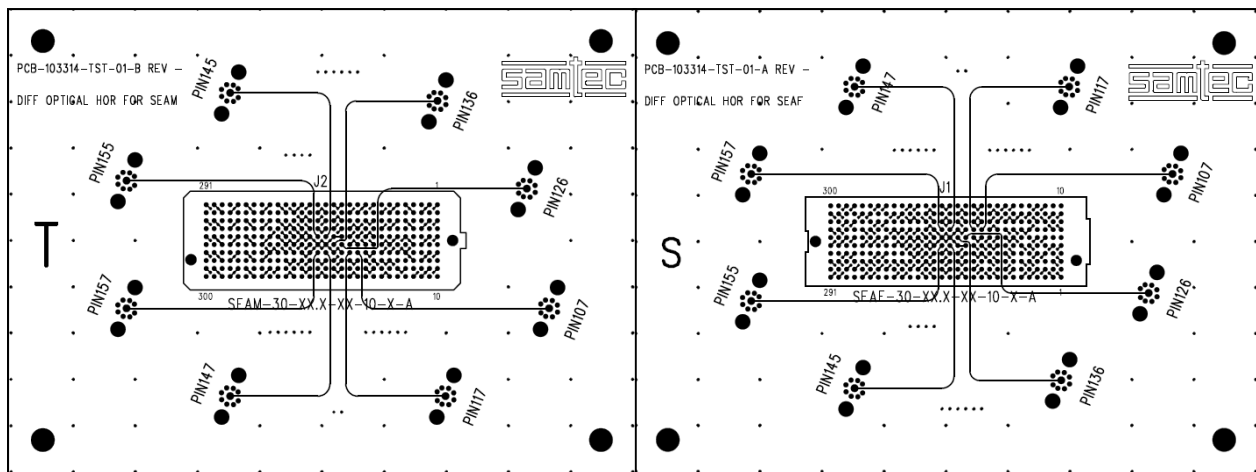 PCB-103314-TST-01-B REV -
DIFF OPTICAL HOR FOR SEAM
samtec
PIN145
PIN136
PIN155
PIN126
J2
291
1
T
300
10
SEAM-30-XX.X-XX-10-X-A
PIN157
PIN107
PIN147
PIN117
PCB-103314-TST-01-A REV -
DIFF OPTICAL HOR FOR SEAF
samtec
PIN147
PIN117
PIN157
PIN107
J1
300
10
S
291
1
SEAF-30-XX.X-XX-10-X-A
PIN155
PIN126
PIN145
PIN136